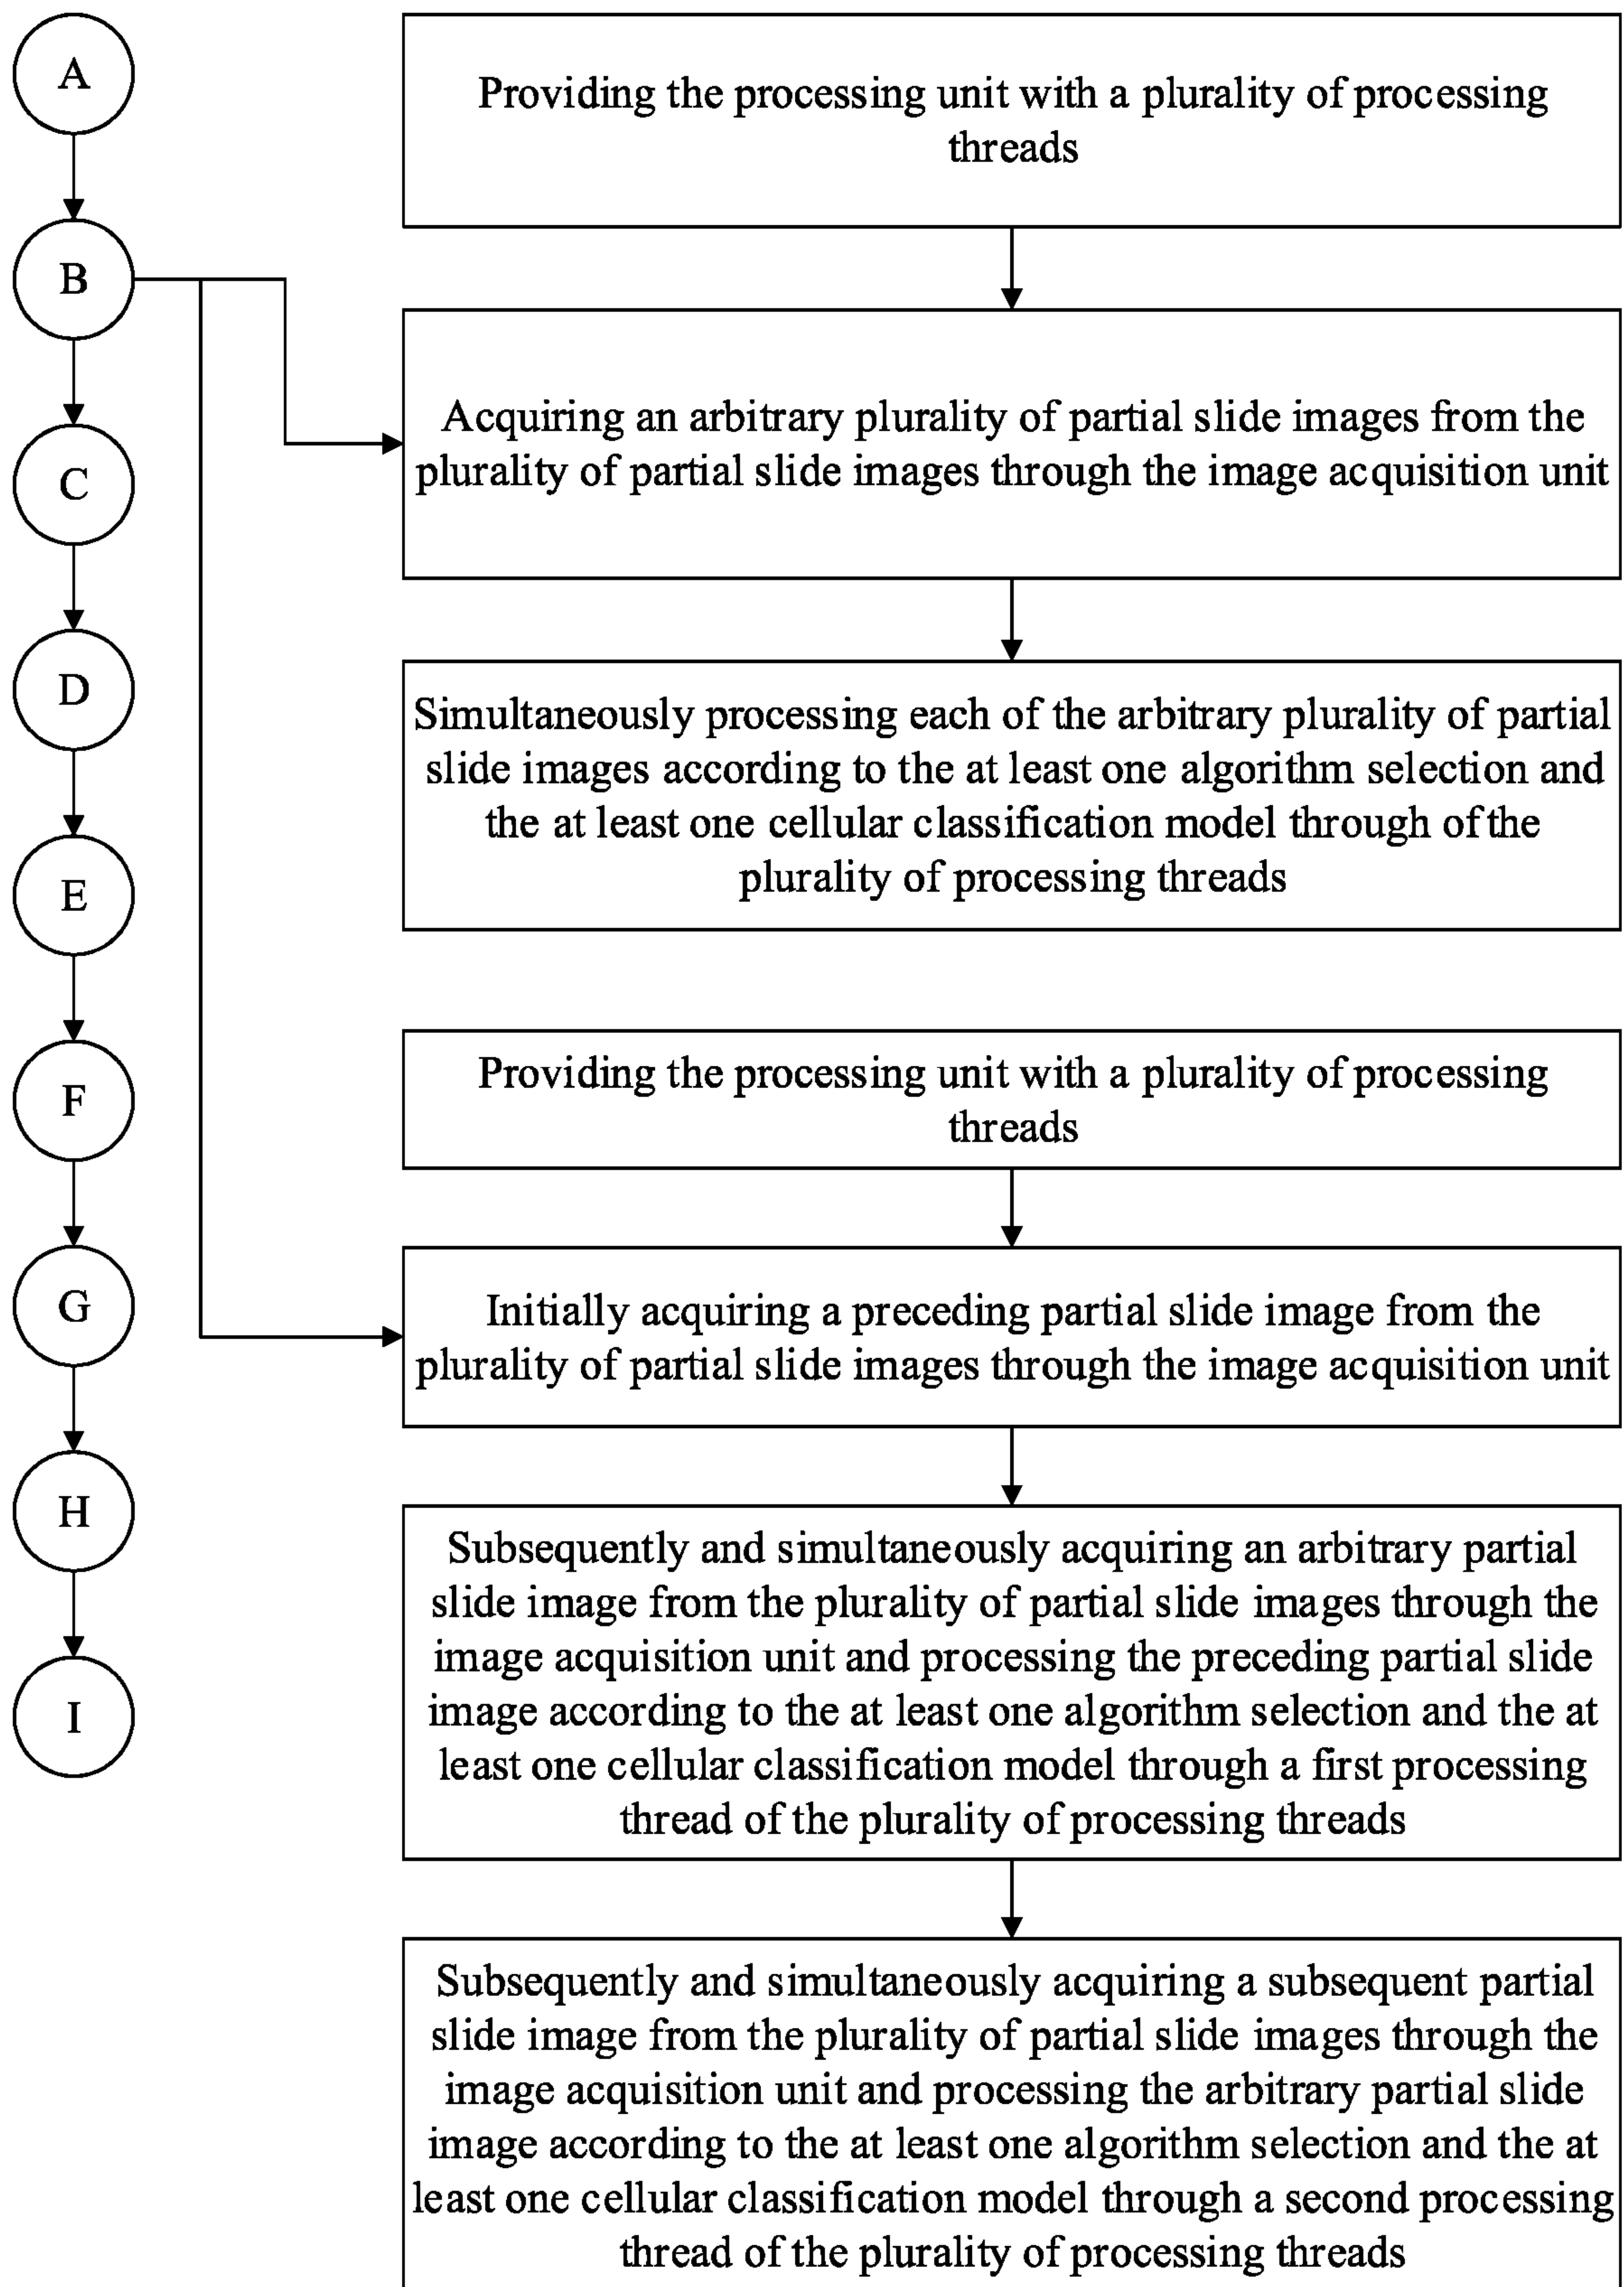 A
B
C
D
E
F
G
H
I
Providing the processing unit with a plurality of processing
threads
Acquiring an arbitrary plurality of partial slide images from the
plurality of partial slide images through the image acquisition unit
Simultaneously processing each of the arbitrary plurality of partial
slide images according to the at least one algorithm selection and
the at least one cellular classification model through of the
plurality of processing threads
Providing the processing unit with a plurality of processing
threads
Initially acquiring a preceding partial slide image from the
plurality of partial slide images through the image acquisition unit
Subsequently and simultaneously acquiring an arbitrary partial
slide image from the plurality of partial slide images through the
image acquisition unit and processing the preceding partial slide
image according to the at least one algorithm selection and the at
least one cellular classification model through a first processing
thread of the plurality of processing threads
Subsequently and simultaneously acquiring a subsequent partial
slide image from the plurality of partial slide images through the
image acquisition unit and processing the arbitrary partial slide
image according to the at least one algorithm selection and the at
least one cellular classification model through a second processing
thread of the plurality of processing threads